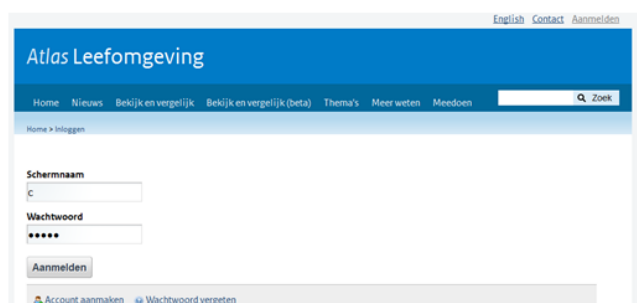 English Contact Aanmelden
Atlas Leefomgeving
Home Nieuws Bekijk en vergelijk Bekijk en vergelijk (beta) Thema's Meer weten Meedoen Zoek
Home > Inloggen
Schermnaam
c
Wachtwoord
•••••
Aanmelden
Account aanmaken Wachtwoord vergeten